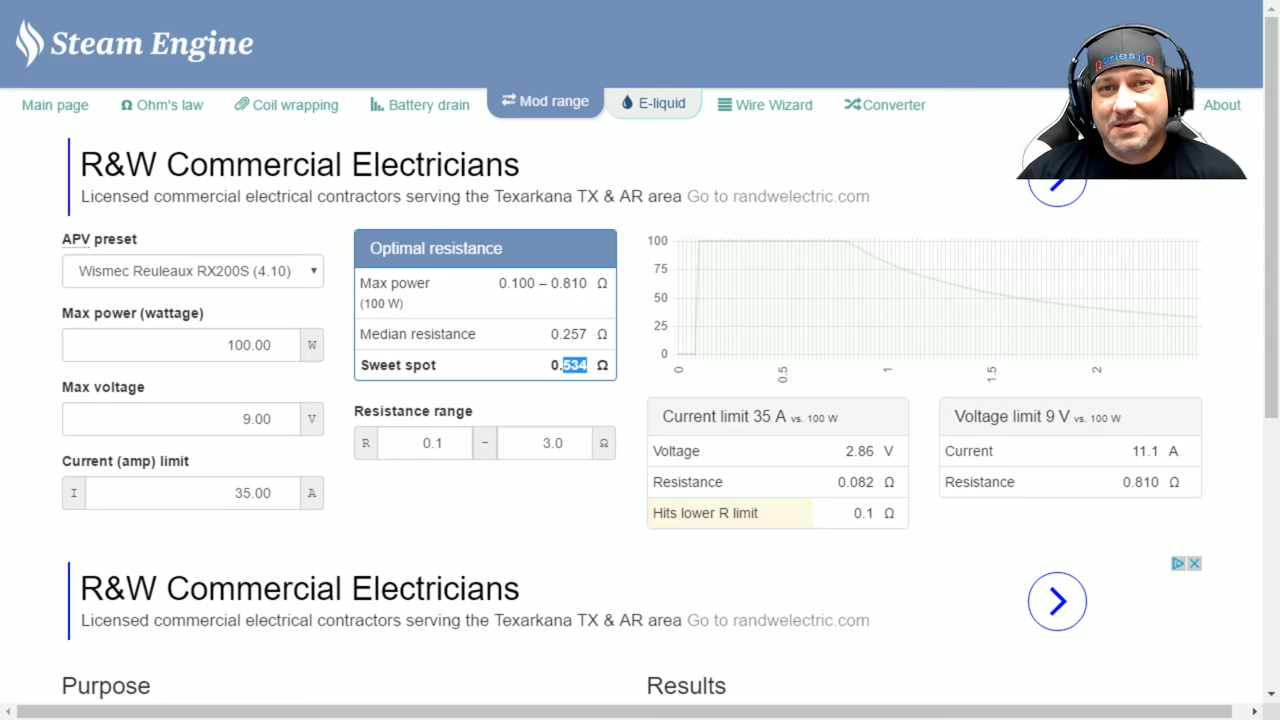 Steam Engine
Main page
Ohm's law
Coil wrapping
Battery drain
Mod range
E-liquid
Wire Wizard
Converter
About
R&W Commercial Electricians
Licensed commercial electrical contractors serving the Texarkana TX & AR area Go to randwelectric.com
APV preset
Wismec Reuleaux RX200S (4.10)
Max power (wattage)
100.00 W
Max voltage
9.00 V
Current (amp) limit
I 35.00 A
Optimal resistance
Max power 0.100 – 0.810 Ω
(100 W)
Median resistance 0.257 Ω
Sweet spot 0.534 Ω
Resistance range
R 0.1 – 3.0 Ω
100
75
50
25
0
0 0.5 1 1.5 2
Current limit 35 A vs. 100 W
Voltage 2.86 V
Resistance 0.082 Ω
Hits lower R limit 0.1 Ω
Voltage limit 9 V vs. 100 W
Current 11.1 A
Resistance 0.810 Ω
R&W Commercial Electricians
Licensed commercial electrical contractors serving the Texarkana TX & AR area Go to randwelectric.com
Purpose
Results